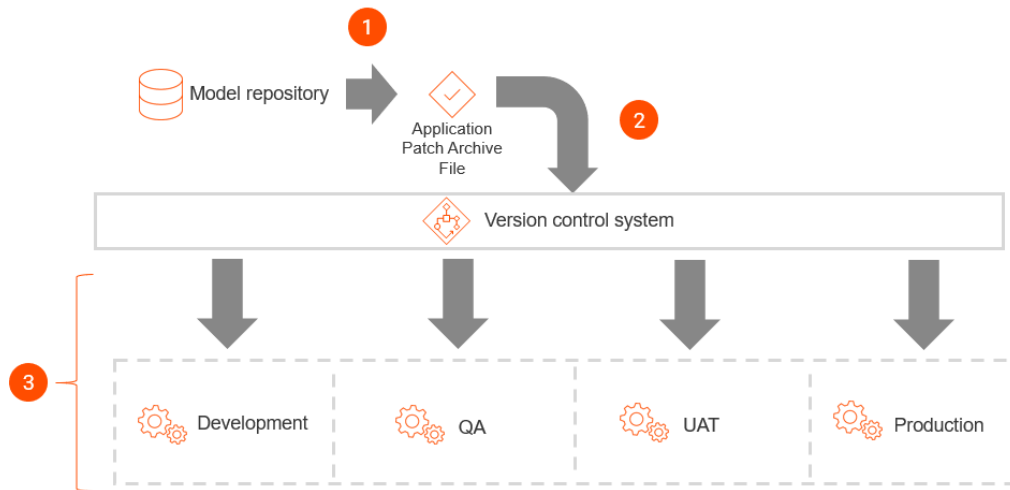 1
Model repository
Application
Patch Archive
File
2
Version control system
3
Development
QA
UAT
Production